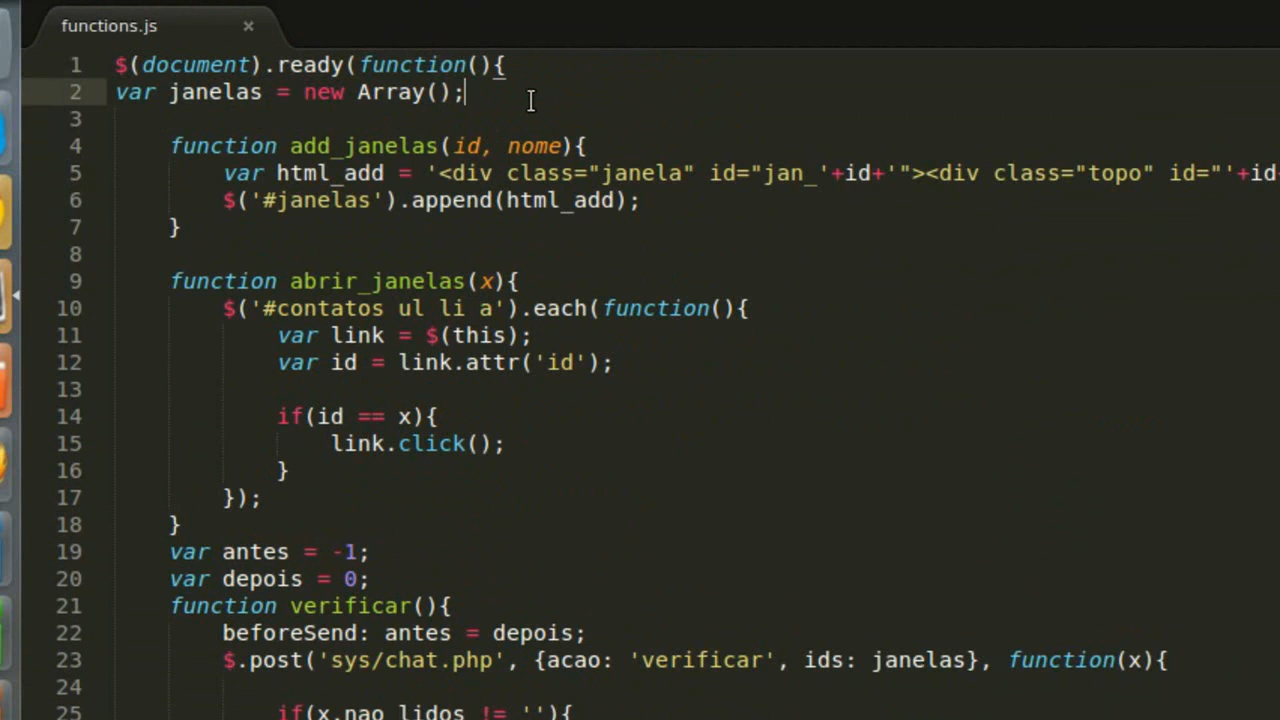 functions.js ×
1 $(document).ready(function(){
2 var janelas = new Array();
3
4 function add_janelas(id, nome){
5 var html_add = '<div class="janela" id="jan_'+id+'"><div class="topo" id="'+id
6 $('#janelas').append(html_add);
7 }
8
9 function abrir_janelas(x){
10 $('#contatos ul li a').each(function(){
11 var link = $(this);
12 var id = link.attr('id');
13
14 if(id == x){
15 link.click();
16 }
17 });
18 }
19 var antes = -1;
20 var depois = 0;
21 function verificar(){
22 beforeSend: antes = depois;
23 $.post('sys/chat.php', {acao: 'verificar', ids: janelas}, function(x){
24
25 if(x.nao_lidos != ''){